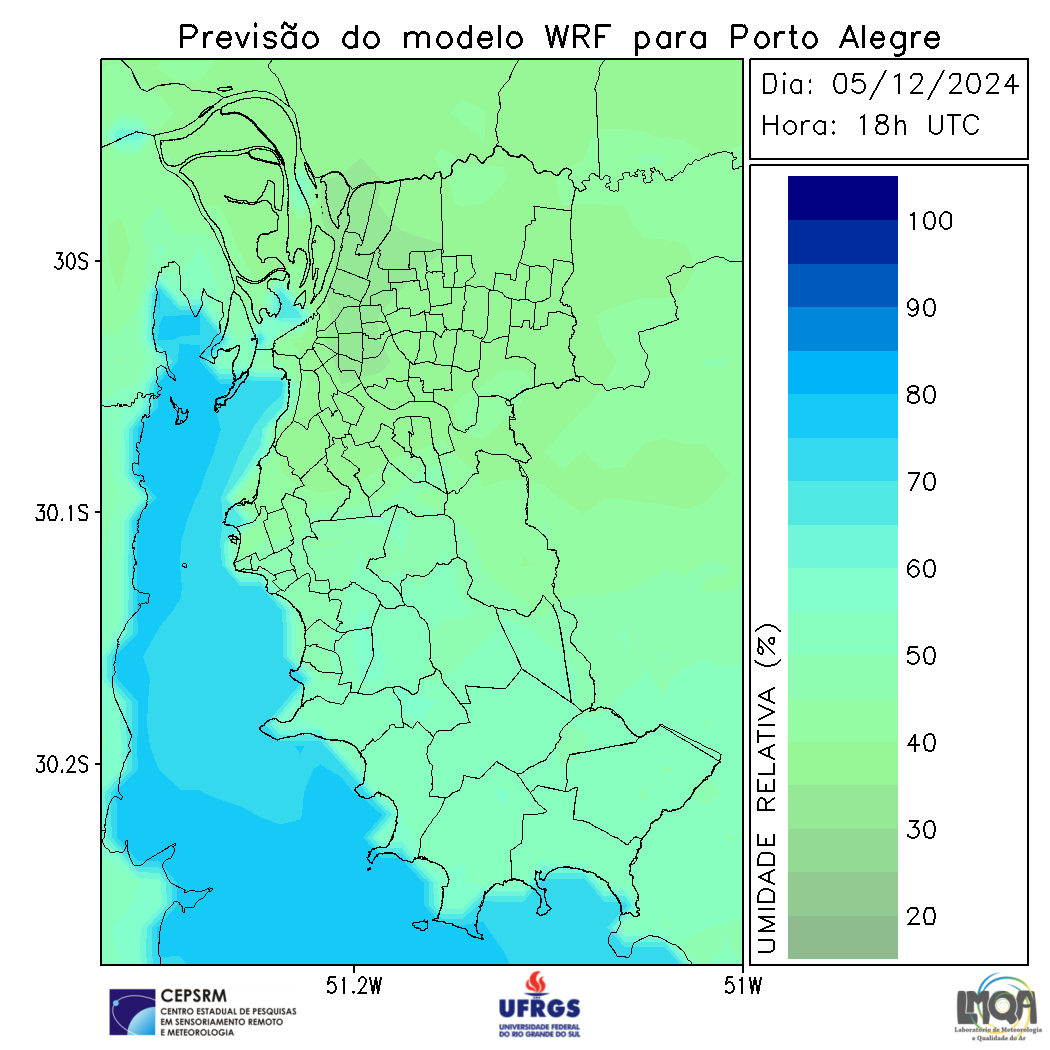 Previsão do modelo WRF para Porto Alegre
Dia: 05/12/2024
Hora: 18h UTC
30S
30.1S
30.2S
51.2W
51W
UMIDADE RELATIVA (%)
100
90
80
70
60
50
40
30
20
CEPSRM
CENTRO ESTADUAL DE PESQUISAS
EM SENSORIAMENTO REMOTO
E METEOROLOGIA
UFRGS
UNIVERSIDADE FEDERAL
DO RIO GRANDE DO SUL
LMQA
Laboratório de Meteorologia
e Qualidade do Ar